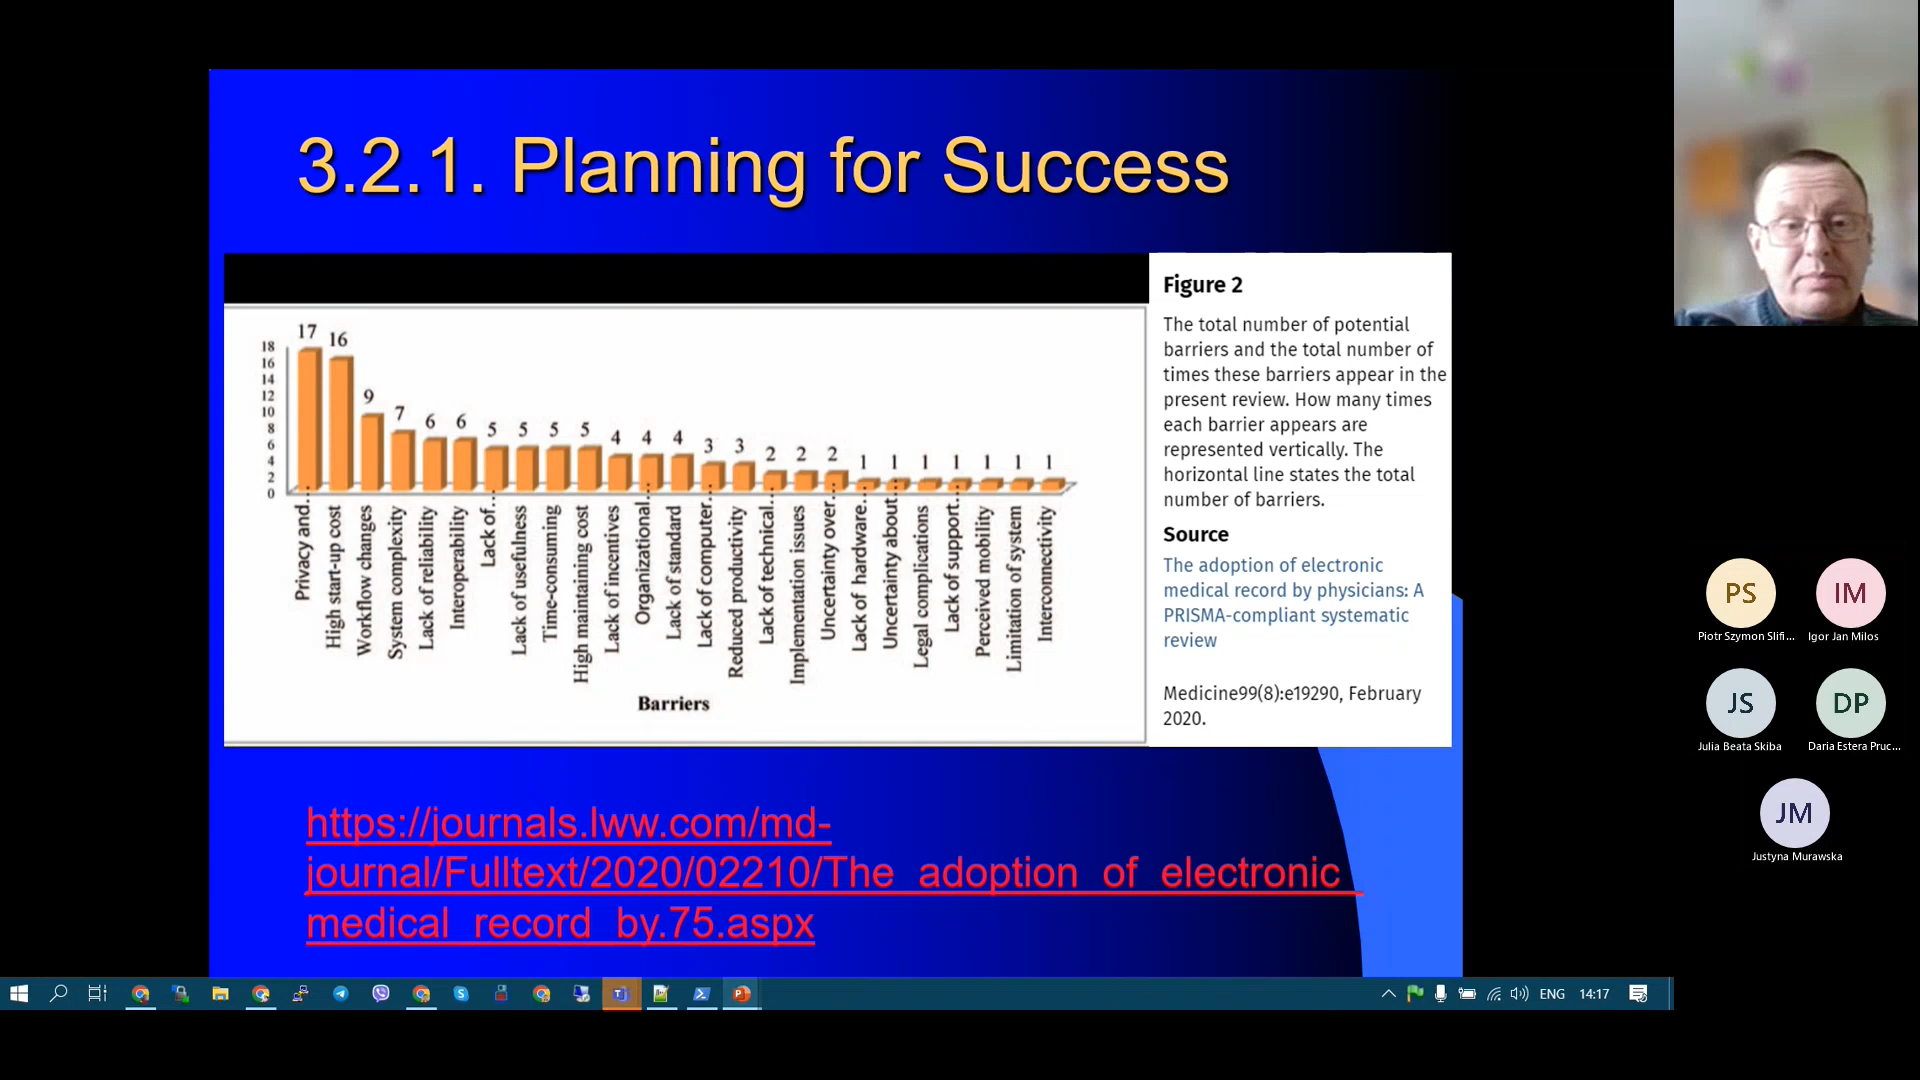 3.2.1. Planning for Success
17 16 9 7 6 6 5 5 5 5 4 4 4 3 3 2 2 2 1 1 1 1 1 1 1
18
16
14
12
10
8
6
4
2
0
Privacy and...
High start-up cost
Workflow changes
System complexity
Lack of reliability
Interoperability
Lack of...
Lack of usefulness
Time-consuming
High maintaining cost
Lack of incentives
Organizational...
Lack of standard
Lack of computer...
Reduced productivity
Lack of technical...
Implementation issues
Uncertainty over...
Lack of hardware...
Uncertainty about...
Legal complications
Lack of support...
Perceived mobility
Limitation of system
Interconnectivity
Barriers
Figure 2
The total number of potential
barriers and the total number of
times these barriers appear in the
present review. How many times
each barrier appears are
represented vertically. The
horizontal line states the total
number of barriers.
Source
The adoption of electronic
medical record by physicians: A
PRISMA-compliant systematic
review
Medicine99(8):e19290, February
2020.
https://journals.lww.com/md-
journal/Fulltext/2020/02210/The_adoption_of_electronic_
medical_record_by.75.aspx
PS
Piotr Szymon Slifi...
IM
Igor Jan Milos
JS
Julia Beata Skiba
DP
Daria Estera Pruc...
JM
Justyna Murawska
ENG 14:17